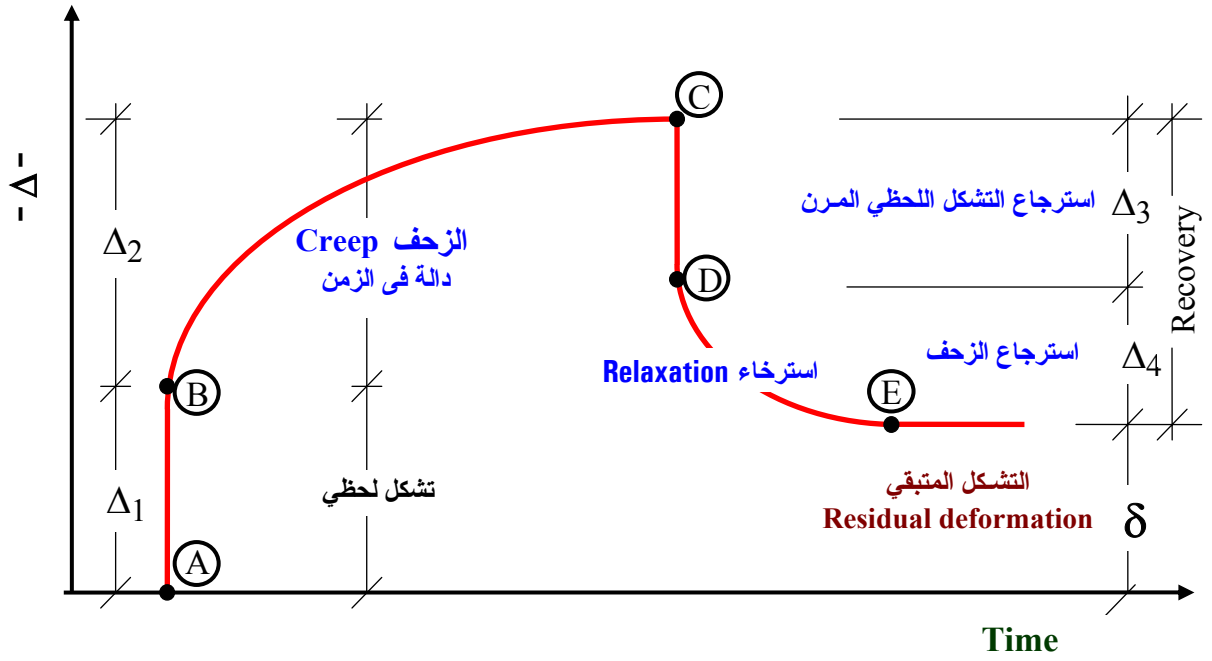 - Δ -
C
Δ2
الزحف Creep
دالة فى الزمن
استرجاع التشكل اللحظي المرن
Δ3
Recovery
D
B
استرخاء Relaxation
استرجاع الزحف
Δ4
E
Δ1
تشكل لحظي
التشكل المتبقي
Residual deformation
δ
A
Time